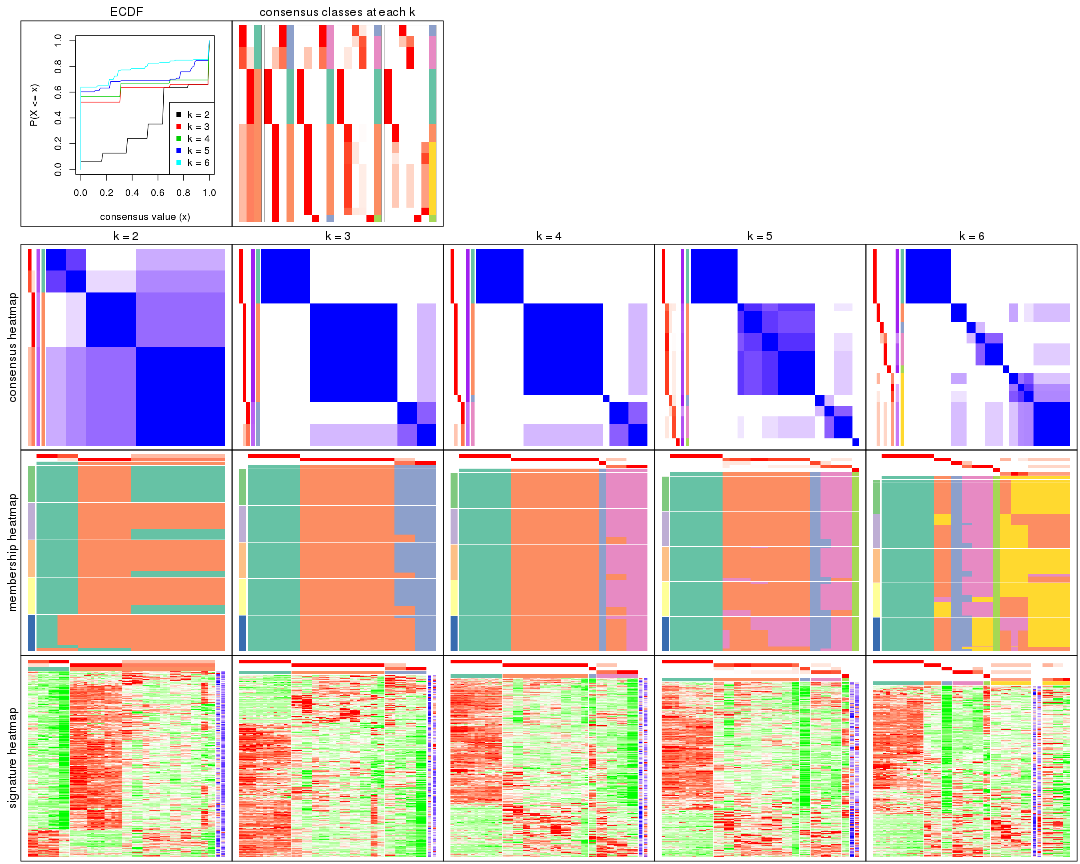 ECDF
consensus classes at each k
P(X <= x)
1.0
0.8
0.6
0.4
0.2
0.0
k = 2
k = 3
k = 4
k = 5
k = 6
0.0 0.2 0.4 0.6 0.8 1.0
consensus value (x)
k = 2 k = 3 k = 4 k = 5 k = 6
consensus heatmap
membership heatmap
signature heatmap